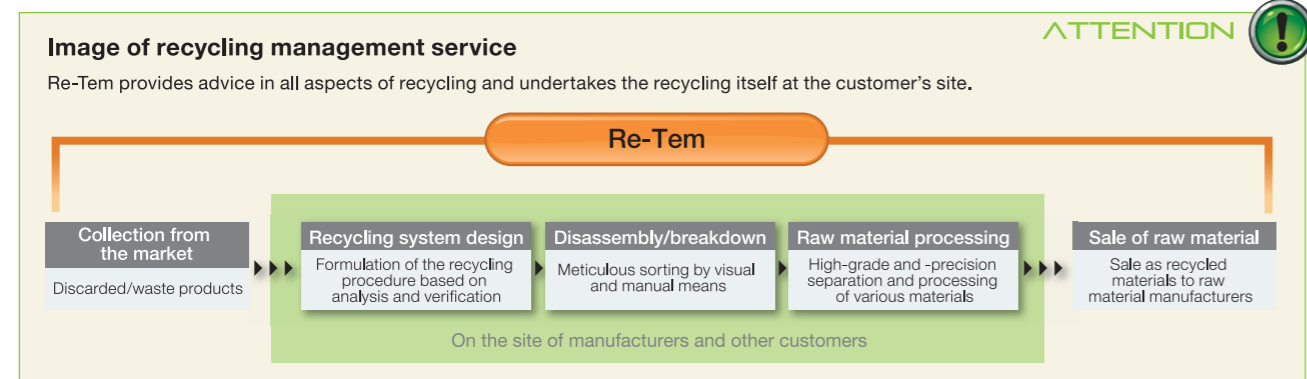 ATTENTION
Image of recycling management service
Re-Tem provides advice in all aspects of recycling and undertakes the recycling itself at the customer's site.
Re-Tem
Collection from
the market
Discarded/waste products
Recycling system design
Formulation of the recycling
procedure based on
analysis and verification
Disassembly/breakdown
Meticulous sorting by visual
and manual means
Raw material processing
High-grade and -precision
separation and processing
of various materials
Sale of raw material
Sale as recycled
materials to raw
material manufacturers
On the site of manufacturers and other customers